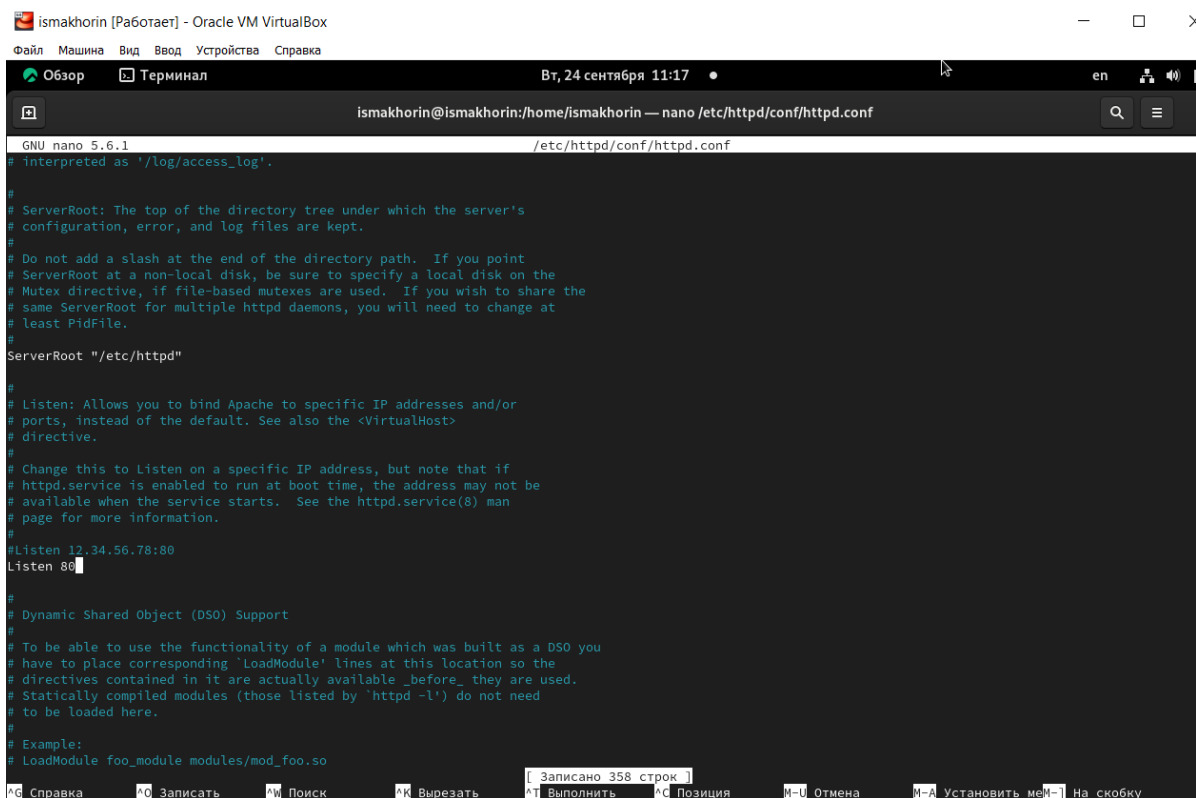 ismakhorin [Работает] - Oracle VM VirtualBox
Файл Машина Вид Ввод Устройства Справка
Обзор Терминал Вт, 24 сентября 11:17 en
ismakhorin@ismakhorin:/home/ismakhorin — nano /etc/httpd/conf/httpd.conf
GNU nano 5.6.1 /etc/httpd/conf/httpd.conf
# interpreted as '/log/access_log'.
#
# ServerRoot: The top of the directory tree under which the server's
# configuration, error, and log files are kept.
#
# Do not add a slash at the end of the directory path.  If you point
# ServerRoot at a non-local disk, be sure to specify a local disk on the
# Mutex directive, if file-based mutexes are used.  If you wish to share the
# same ServerRoot for multiple httpd daemons, you will need to change at
# least PidFile.
#
ServerRoot "/etc/httpd"
#
# Listen: Allows you to bind Apache to specific IP addresses and/or
# ports, instead of the default. See also the <VirtualHost>
# directive.
#
# Change this to Listen on a specific IP address, but note that if
# httpd.service is enabled to run at boot time, the address may not be
# available when the service starts.  See the httpd.service(8) man
# page for more information.
#
#Listen 12.34.56.78:80
Listen 80
#
# Dynamic Shared Object (DSO) Support
#
# To be able to use the functionality of a module which was built as a DSO you
# have to place corresponding `LoadModule' lines at this location so the
# directives contained in it are actually available _before_ they are used.
# Statically compiled modules (those listed by `httpd -l') do not need
# to be loaded here.
#
# Example:
# LoadModule foo_module modules/mod_foo.so
[ Записано 358 строк ]
^G Справка ^O Записать ^W Поиск ^K Вырезать ^T Выполнить ^C Позиция M-U Отмена M-A Установить ме M-] На скобку